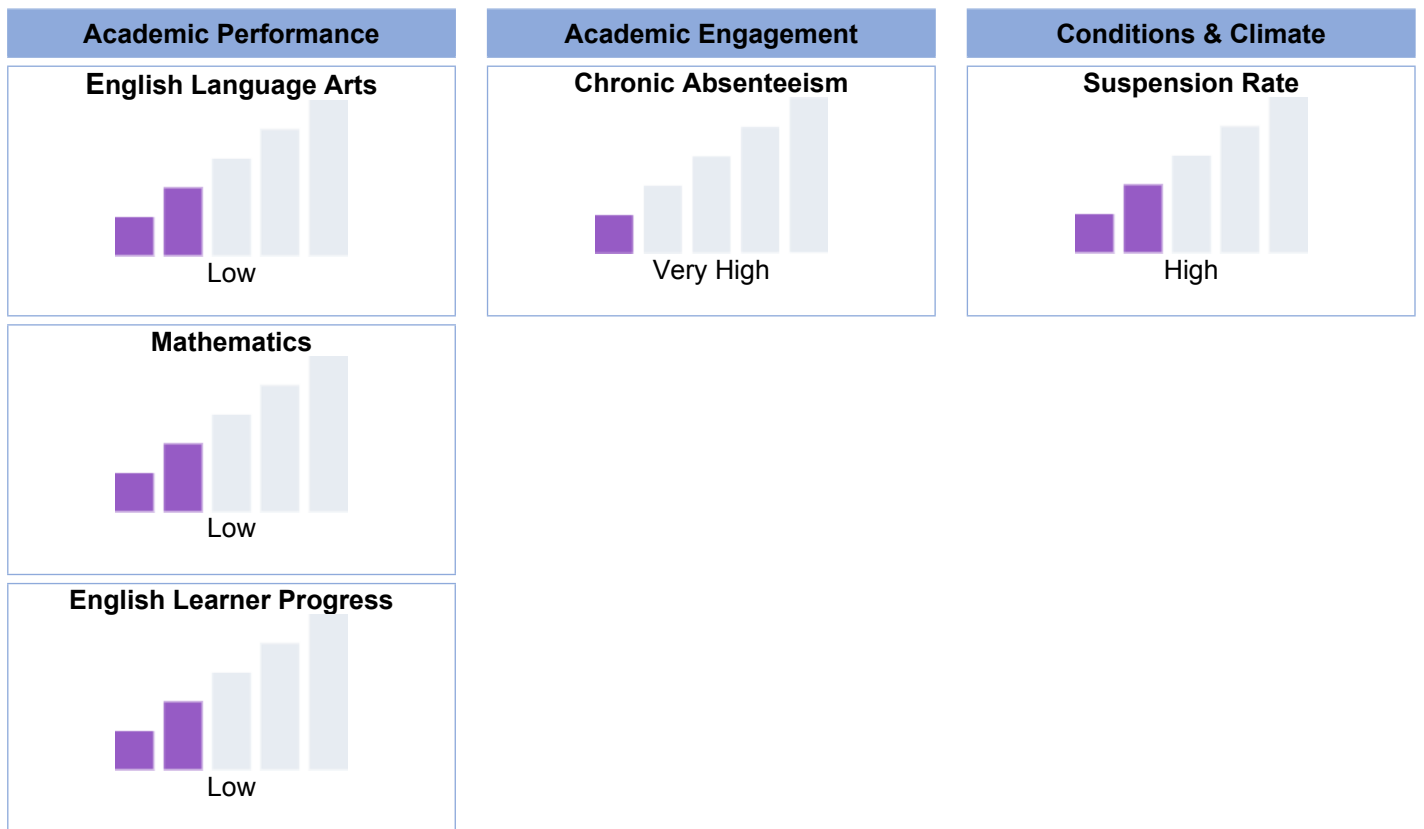 Academic Performance
Academic Engagement
Conditions & Climate
English Language Arts
Low
Chronic Absenteeism
Very High
Suspension Rate
High
Mathematics
Low
English Learner Progress
Low